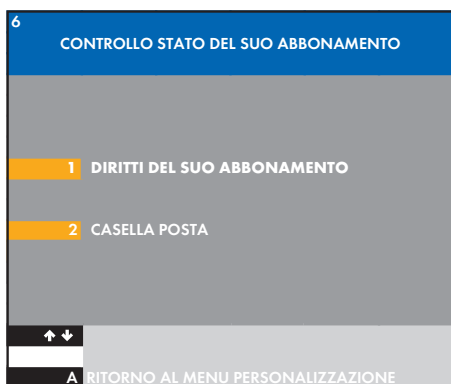 6
CONTROLLO STATO DEL SUO ABBONAMENTO
1 DIRITTI DEL SUO ABBONAMENTO
2 CASELLA POSTA
↑ ↓
A RITORNO AL MENU PERSONALIZZAZIONE